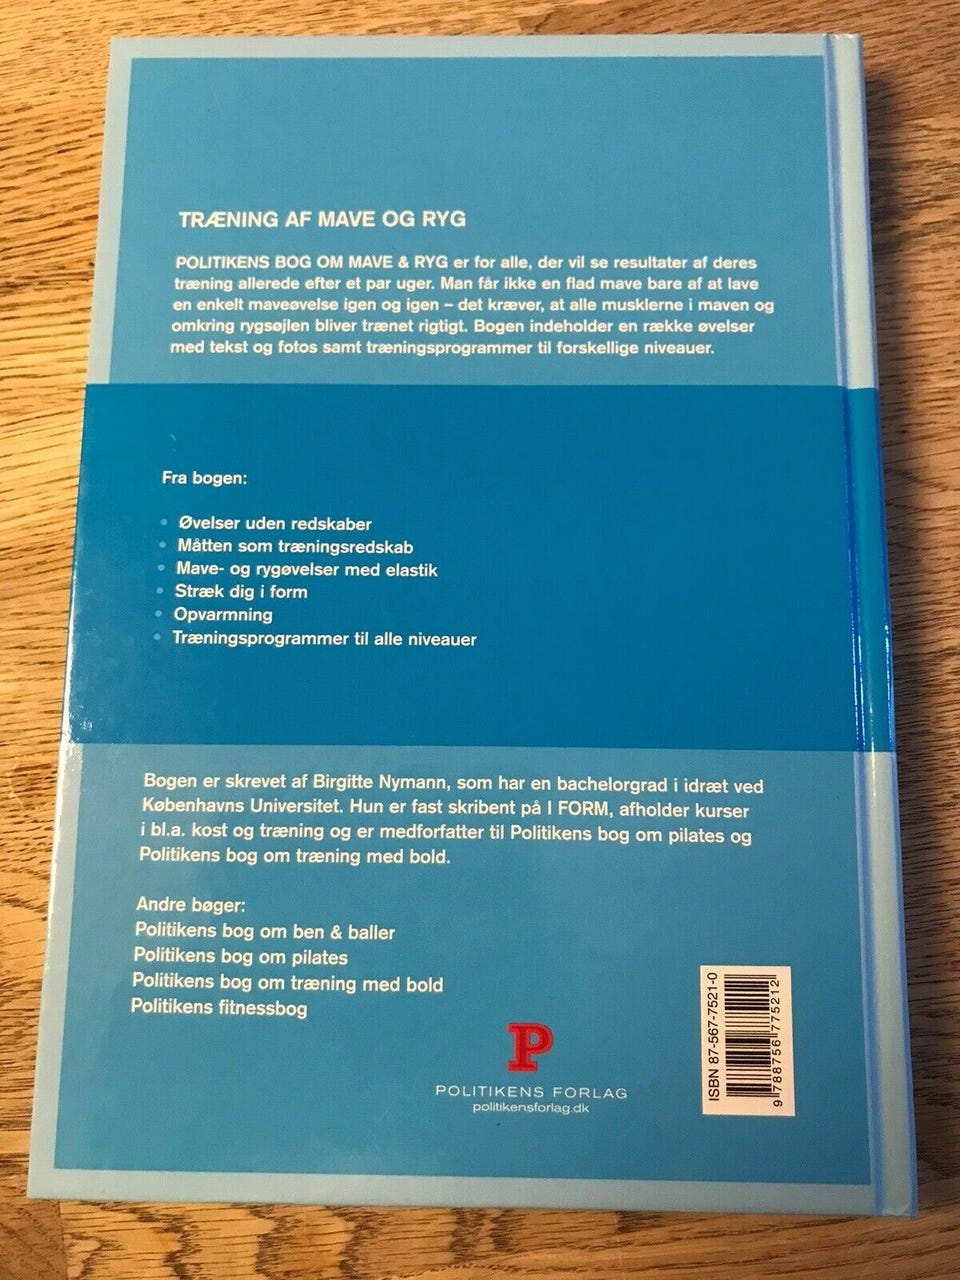 TRÆNING AF MAVE OG RYG
POLITIKENS BOG OM MAVE & RYG er for alle, der vil se resultater af deres
træning allerede efter et par uger. Man får ikke en flad mave bare af at lave
en enkelt maveøvelse igen og igen – det kræver, at alle musklerne i maven og
omkring rygsøjlen bliver trænet rigtigt. Bogen indeholder en række øvelser
med tekst og fotos samt træningsprogrammer til forskellige niveauer.
Fra bogen:
• Øvelser uden redskaber
• Måtten som træningsredskab
• Mave- og rygøvelser med elastik
• Stræk dig i form
• Opvarmning
• Træningsprogrammer til alle niveauer
Bogen er skrevet af Birgitte Nymann, som har en bachelorgrad i idræt ved
Københavns Universitet. Hun er fast skribent på I FORM, afholder kurser
i bl.a. kost og træning og er medforfatter til Politikens bog om pilates og
Politikens bog om træning med bold.
Andre bøger:
Politikens bog om ben & baller
Politikens bog om pilates
Politikens bog om træning med bold
Politikens fitnessbog
P
POLITIKENS FORLAG
politikensforlag.dk
ISBN 87-567-7521-0
9 788756 775212